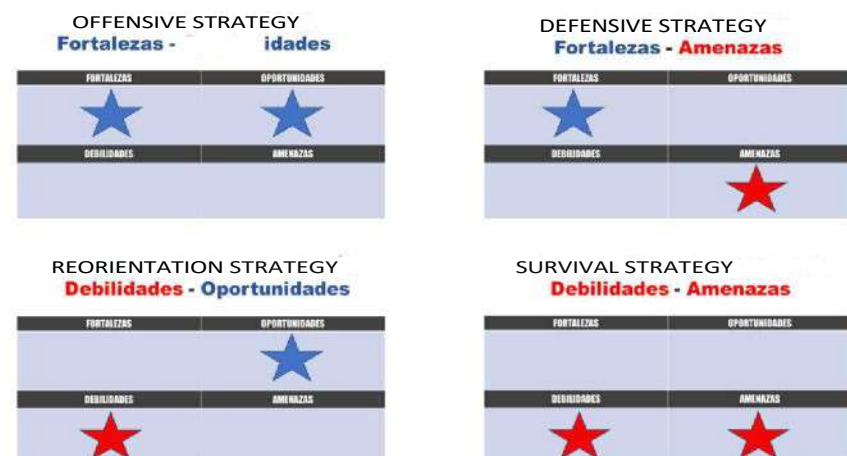 OFFENSIVE STRATEGY
Fortalezas - idades
FORTALEZAS OPORTUNIDADES
DEBILIDADES AMENAZAS
DEFENSIVE STRATEGY
Fortalezas - Amenazas
FORTALEZAS OPORTUNIDADES
DEBILIDADES AMENAZAS
REORIENTATION STRATEGY
Debilidades - Oportunidades
FORTALEZAS OPORTUNIDADES
DEBILIDADES AMENAZAS
SURVIVAL STRATEGY
Debilidades - Amenazas
FORTALEZAS OPORTUNIDADES
DEBILIDADES AMENAZAS